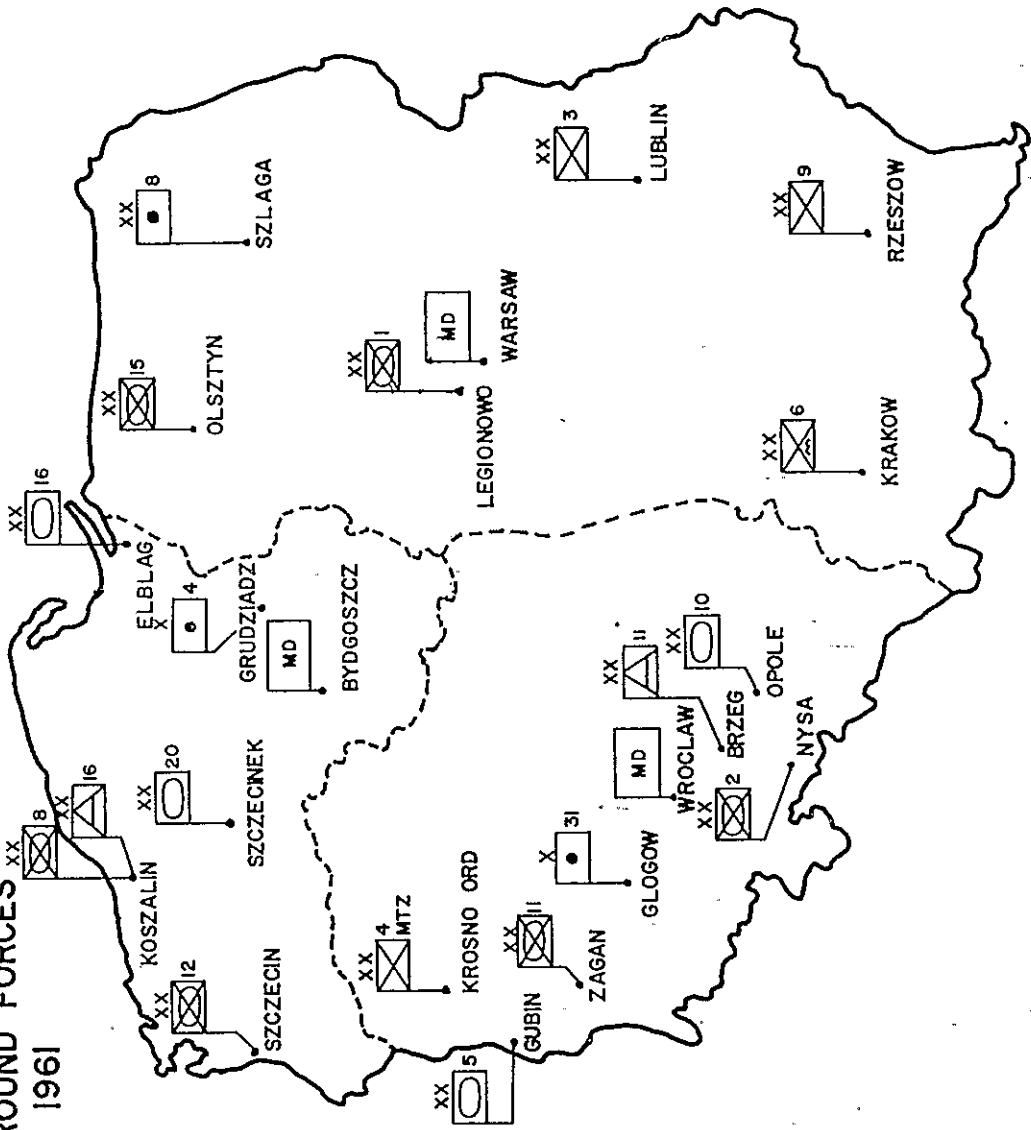 ROUND FORCES
1961
XX
16
XX
8
XX
16
XX
15
XX
8
XX
20
X
4
XX
12
KOSZALIN
ELBLAG
OLSZTYN
SZLAGA
SZCZECIN
SZCZECINEK
GRUDZIADZ
MD
BYDGOSZCZ
XX
1
MD
LEGIONOWO
WARSAW
XX
4
MTZ
KROSNO ORD
XX
5
GUBIN
XX
11
ZAGAN
X
31
GLOGOW
MD
WROCLAW
XX
11
BRZEG
XX
10
OPOLE
XX
2
NYSA
XX
3
LUBLIN
XX
6
KRAKOW
XX
9
RZESZOW